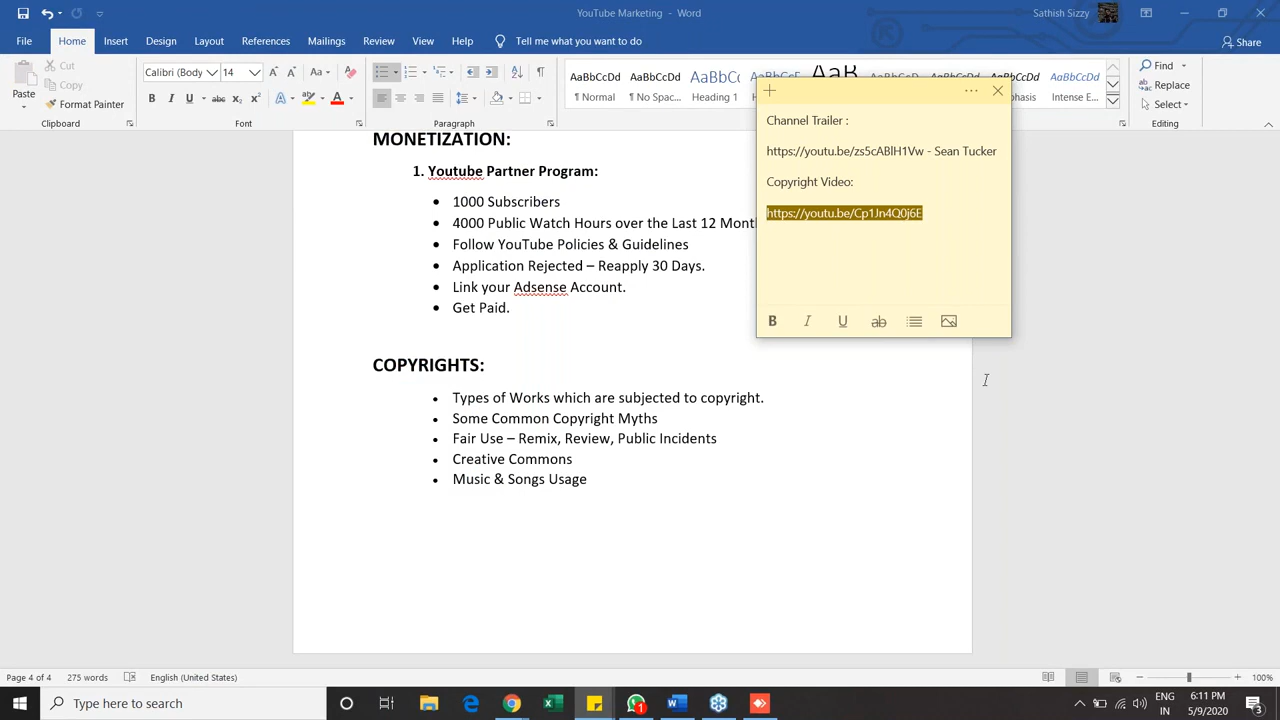 YouTube Marketing - Word
Sathish Sizzy
File Home Insert Design Layout References Mailings Review View Help Tell me what you want to do Share
Paste
Cut
Copy
Format Painter
Clipboard
Calibri (Body 14
Font
Paragraph
AaBbCcDd AaBbCcDd
¶ Normal ¶ No Spac... Heading 1 Intense E...
Find
Replace
Select
Editing
MONETIZATION:
1. Youtube Partner Program:
• 1000 Subscribers
• 4000 Public Watch Hours over the Last 12 Mont
• Follow YouTube Policies & Guidelines
• Application Rejected – Reapply 30 Days.
• Link your Adsense Account.
• Get Paid.
COPYRIGHTS:
• Types of Works which are subjected to copyright.
• Some Common Copyright Myths
• Fair Use – Remix, Review, Public Incidents
• Creative Commons
• Music & Songs Usage
Channel Trailer :
https://youtu.be/zs5cABlH1Vw - Sean Tucker
Copyright Video:
https://youtu.be/Cp1Jn4Q0j6E
Page 4 of 4 275 words English (United States) 100%
Type here to search
ENG
IN
6:11 PM
5/9/2020